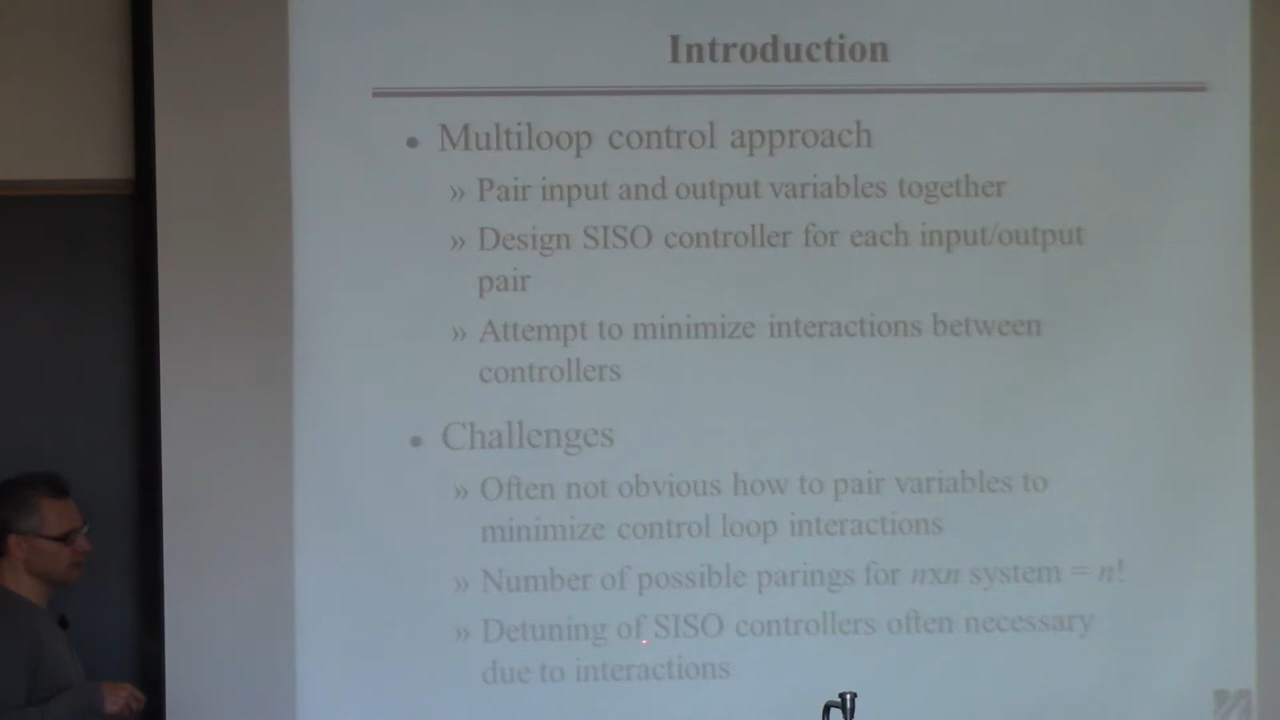 Introduction
• Multiloop control approach
» Pair input and output variables together
» Design SISO controller for each input/output
pair
» Attempt to minimize interactions between
controllers
• Challenges
» Often not obvious how to pair variables to
minimize control loop interactions
» Number of possible parings for nxn system = n!
» Detuning of SISO controllers often necessary
due to interactions